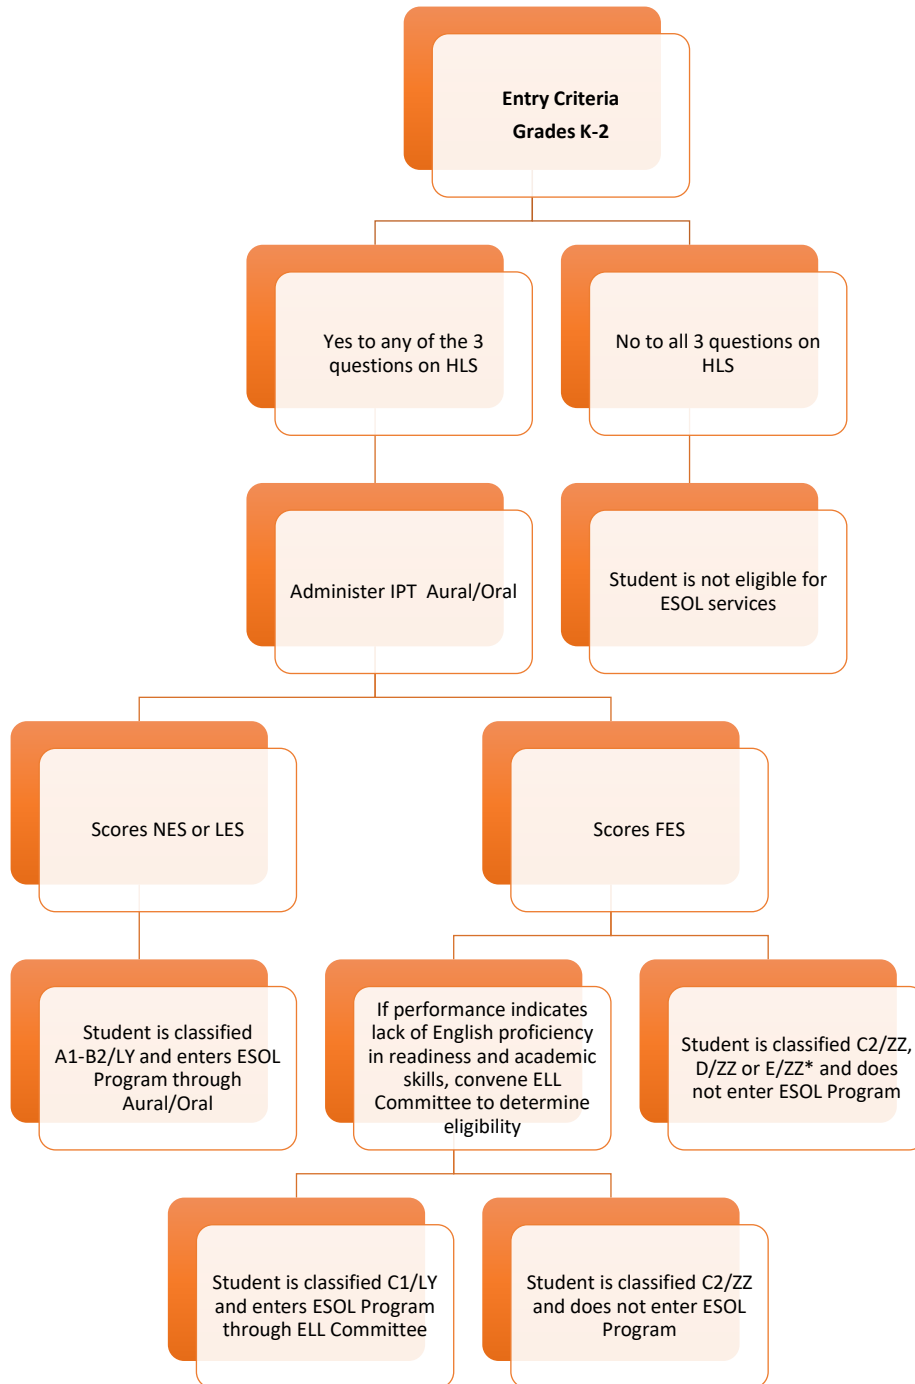 Entry Criteria
Grades K-2
Yes to any of the 3
questions on HLS
No to all 3 questions on
HLS
Administer IPT Aural/Oral
Student is not eligible for
ESOL services
Scores NES or LES
Scores FES
Student is classified
A1-B2/LY and enters ESOL
Program through
Aural/Oral
If performance indicates
lack of English proficiency
in readiness and academic
skills, convene ELL
Committee to determine
eligibility
Student is classified C2/ZZ,
D/ZZ or E/ZZ* and does
not enter ESOL Program
Student is classified C1/LY
and enters ESOL Program
through ELL Committee
Student is classified C2/ZZ
and does not enter ESOL
Program